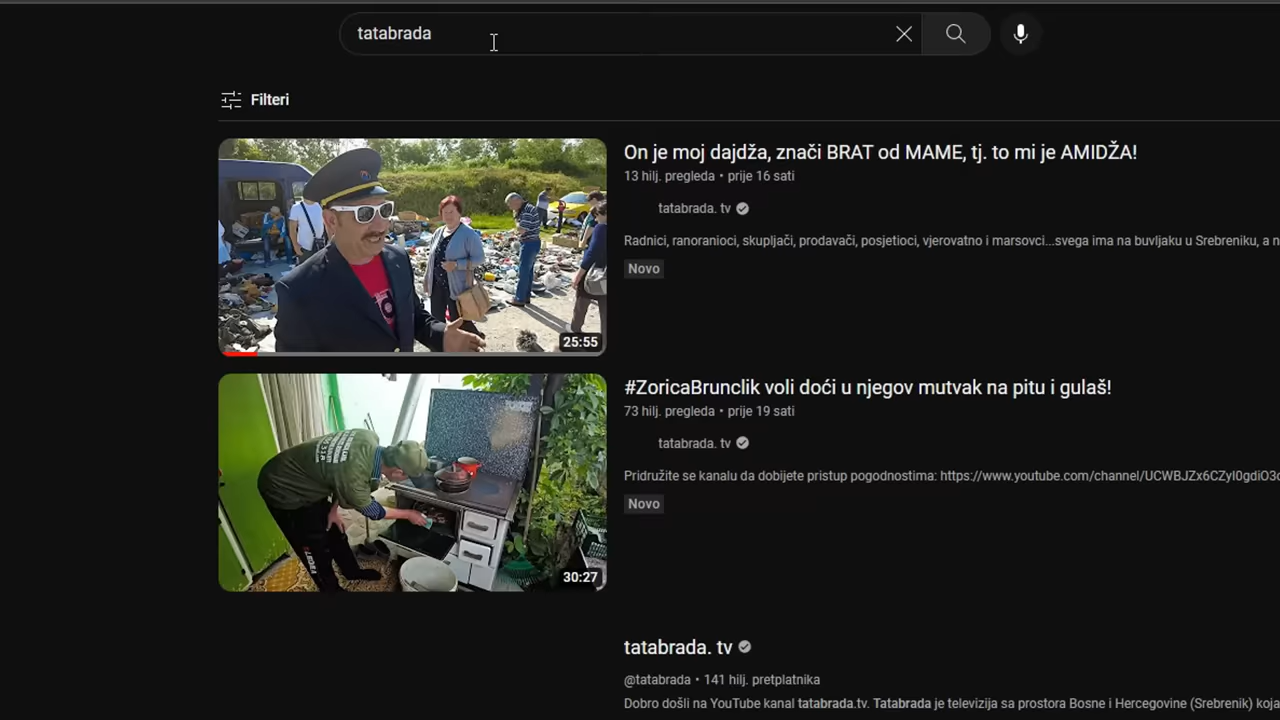 tatabrada
Filteri
On je moj dajdža, znači BRAT od MAME, tj. to mi je AMIDŽA!
13 hilj. pregleda • prije 16 sati
tatabrada. tv
Radnici, ranoranioci, skupljači, prodavači, posjetioci, vjerovatno i marsovci...svega ima na buvljaku u Srebreniku, a n
Novo
25:55
#ZoricaBrunclik voli doći u njegov mutvak na pitu i gulaš!
73 hilj. pregleda • prije 19 sati
tatabrada. tv
Pridružite se kanalu da dobijete pristup pogodnostima: https://www.youtube.com/channel/UCWBJZx6CZyI0gdiO3
Novo
30:27
tatabrada. tv
@tatabrada • 141 hilj. pretplatnika
Dobro došli na YouTube kanal tatabrada.tv. Tatabrada je televizija sa prostora Bosne i Hercegovine (Srebrenik) koja